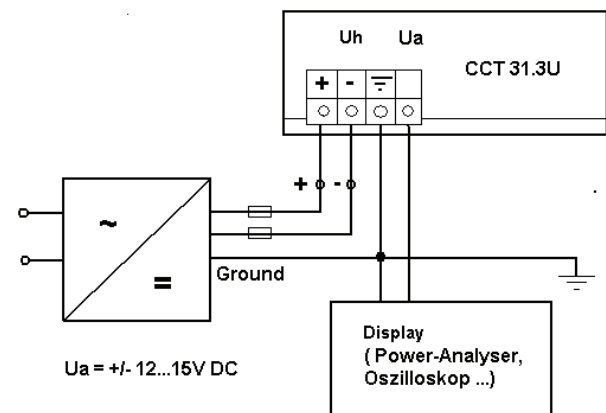 Uh Ua
CCT 31.3U
+ -
+ -
~
=
Ground
Display
( Power-Analyser,
Oszilloskop ...)
Ua = +/- 12...15V DC